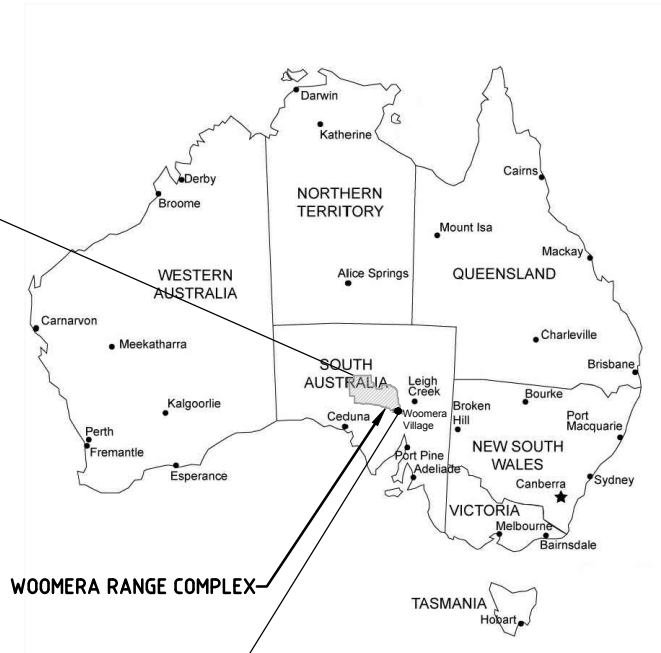 Darwin
Katherine
Derby
Broome
NORTHERN
TERRITORY
Cairns
Mount Isa
Mackay
WESTERN
AUSTRALIA
Alice Springs
QUEENSLAND
Carnarvon
Meekatharra
Charleville
Brisbane
SOUTH
AUSTRALIA
Leigh
Creek
Woomera
Village
Kalgoorlie
Ceduna
Broken
Hill
Bourke
Port
Macquarie
Perth
Fremantle
Esperance
Port Pine
Adeliade
NEW SOUTH
WALES
Canberra
Sydney
VICTORIA
Melbourne
Bairnsdale
WOOMERA RANGE COMPLEX
TASMANIA
Hobart